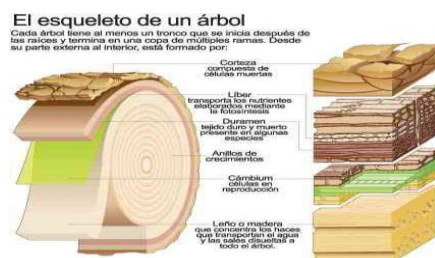 El esqueleto de un árbol
Cada árbol tiene al menos un tronco que se inicia después de
las raíces y termina en una copa de múltiples ramas. Desde
su parte externa al interior, está formado por:
Corteza
compuesta de
células muertas
Líber
transporta los nutrientes
elaborados mediante
la fotosíntesis
Duramen
tejido duro y muerto
presente en algunas
especies
Anillos de
crecimientos
Cámbium
células en
reproducción
Leño o madera
que concentra los haces
que transportan el agua
y las sales disueltas a
todo el árbol.